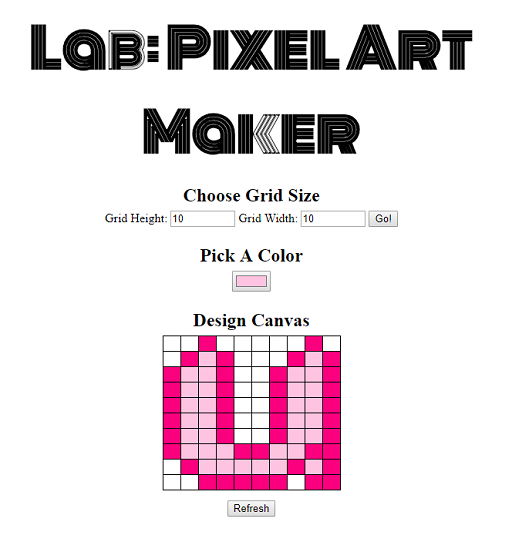 Lab: Pixel Art
Maker
Choose Grid Size
Grid Height: 10 Grid Width: 10 Go!
Pick A Color
Design Canvas
Refresh